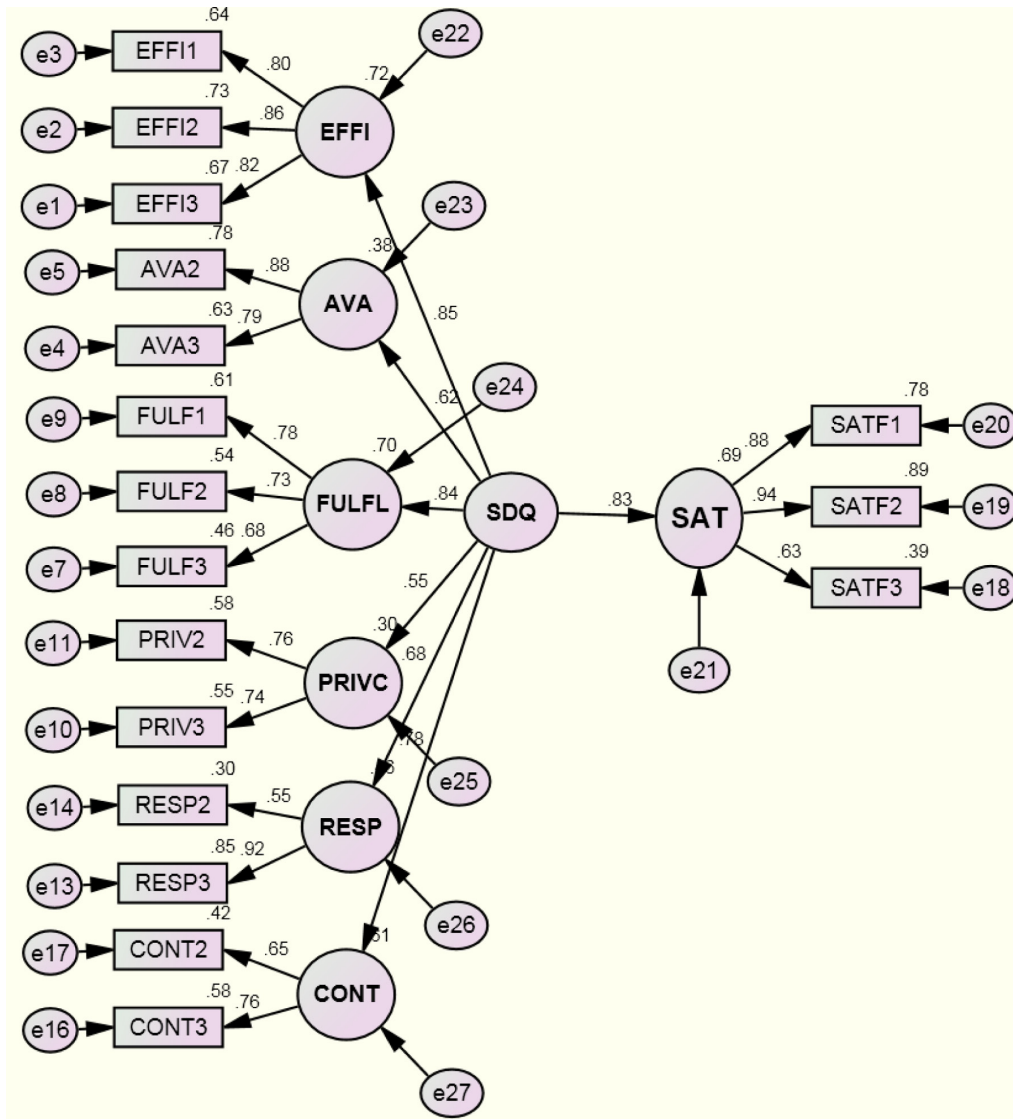 .64
e3
EFFI1
.80
e22
.72
.73
e2
EFFI2
.86
EFFI
.67
.82
e1
EFFI3
e23
.78
e5
AVA2
.88
.38
AVA
.63
.79
e4
AVA3
.85
.62
e24
.61
e9
FULF1
.78
.70
.54
e8
FULF2
.73
FULFL
.84
.46
.68
e7
FULF3
SDQ
.83
.69
SAT
.88
.78
SATF1
e20
.94
.89
SATF2
e19
.63
.39
SATF3
e18
e21
.55
.58
e11
PRIV2
.76
.30
.68
PRIVC
.55
.74
e10
PRIV3
.78
e25
.30
e14
RESP2
.55
RESP
.85
.92
e13
RESP3
e26
.42
e17
CONT2
.65
CONT
.58
.76
e16
CONT3
e27